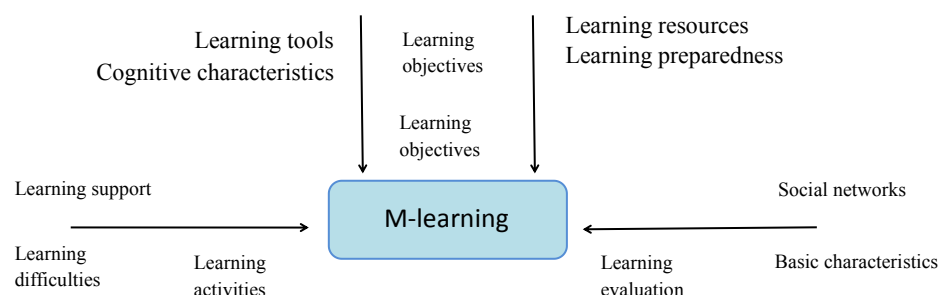 Learning tools
Cognitive characteristics
Learning
objectives
Learning resources
Learning preparedness
Learning
objectives
Learning support
M-learning
Social networks
Learning
difficulties
Learning
activities
Learning
evaluation
Basic characteristics